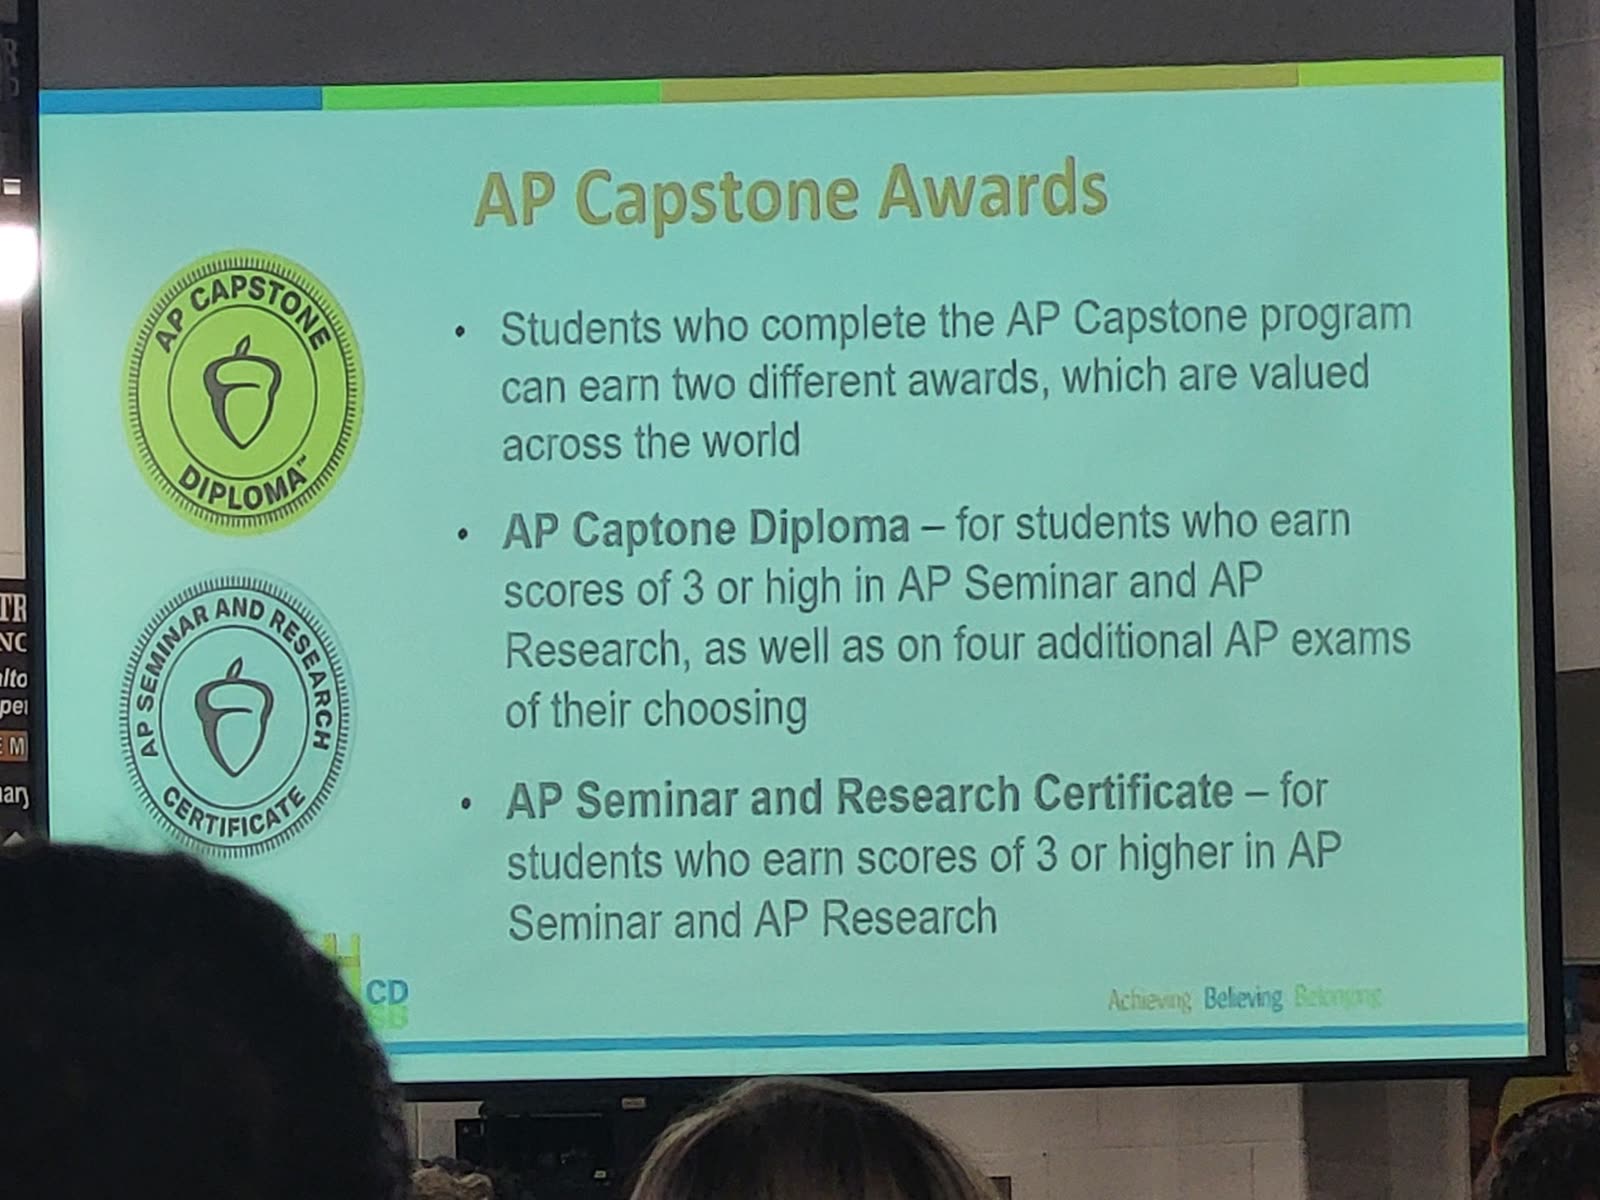 AP Capstone Awards
AP CAPSTONE
DIPLOMA™
• Students who complete the AP Capstone program
can earn two different awards, which are valued
across the world
• AP Captone Diploma – for students who earn
scores of 3 or high in AP Seminar and AP
Research, as well as on four additional AP exams
of their choosing
AP SEMINAR AND RESEARCH
CERTIFICATE
• AP Seminar and Research Certificate – for
students who earn scores of 3 or higher in AP
Seminar and AP Research
H
CD
SB
Achieving Believing Belonging